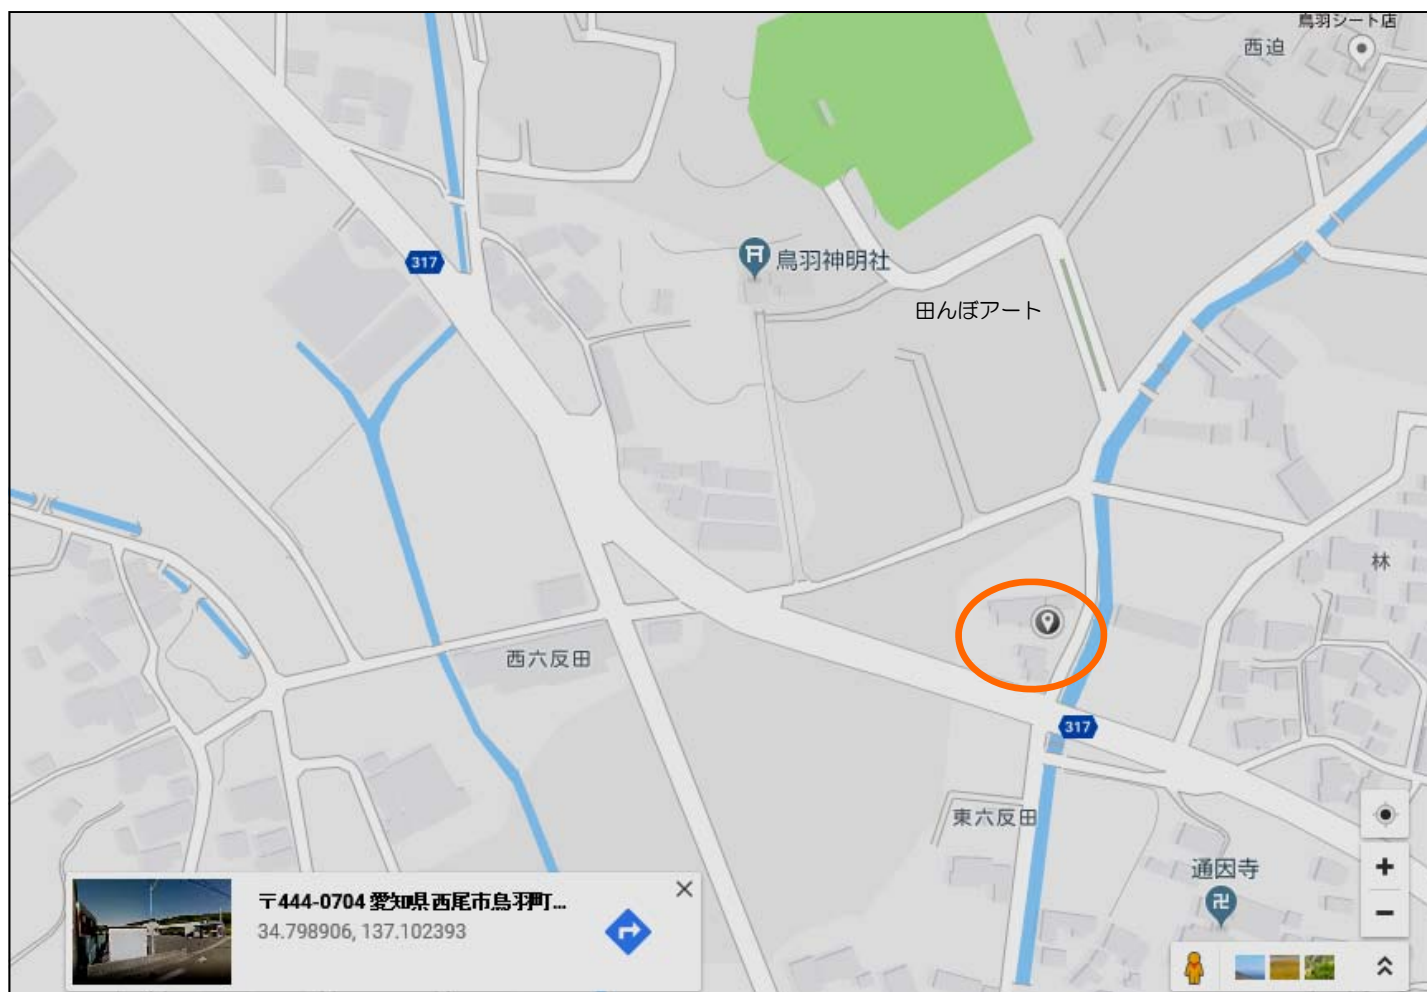 鳥羽シート店
西迫
317
鳥羽神明社
田んぼアート
林
西六反田
317
東六反田
通因寺
〒444-0704 愛知県西尾市鳥羽町...
34.798906, 137.102393